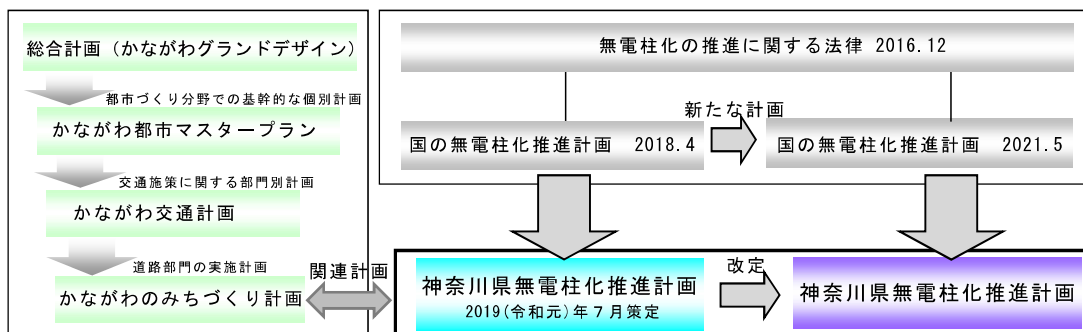 総合計画（かながわグランドデザイン）
都市づくり分野での基幹的な個別計画
かながわ都市マスタープラン
交通施策に関する部門別計画
かながわ交通計画
道路部門の実施計画
かながわのみちづくり計画
関連計画
無電柱化の推進に関する法律 2016.12
新たな計画
国の無電柱化推進計画 2018.4
国の無電柱化推進計画 2021.5
神奈川県無電柱化推進計画
2019(令和元)年７月策定
改定
神奈川県無電柱化推進計画